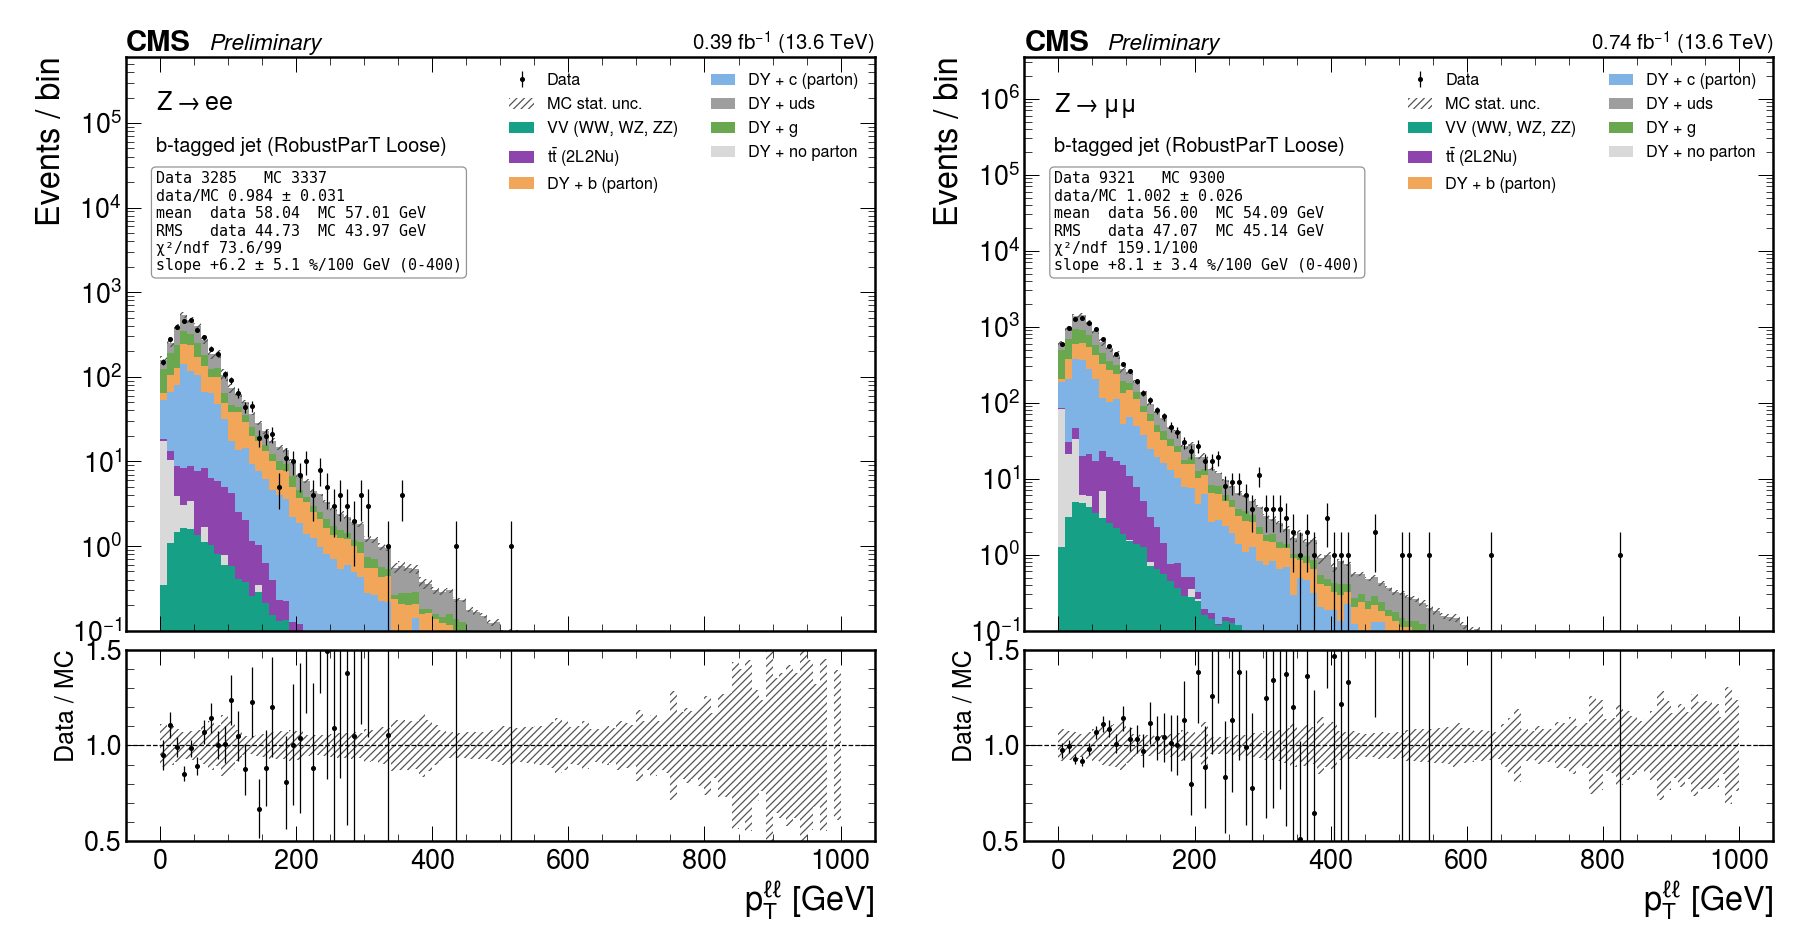 CMS Preliminary 0.39 fb⁻¹ (13.6 TeV)
Events / bin
Z→ee
b-tagged jet (RobustParT Loose)
Data 3285   MC 3337
data/MC 0.984 ± 0.031
mean  data 58.04  MC 57.01 GeV
RMS   data 44.73  MC 43.97 GeV
χ²/ndf 73.6/99
slope +6.2 ± 5.1 %/100 GeV (0-400)
Data
MC stat. unc.
VV (WW, WZ, ZZ)
tt̄ (2L2Nu)
DY + b (parton)
DY + c (parton)
DY + uds
DY + g
DY + no parton
10⁵
10⁴
10³
10²
10¹
10⁰
10⁻¹
Data / MC
1.5
1.0
0.5
0 200 400 600 800 1000
p_T^ℓℓ [GeV]
CMS Preliminary 0.74 fb⁻¹ (13.6 TeV)
Events / bin
Z→μμ
b-tagged jet (RobustParT Loose)
Data 9321   MC 9300
data/MC 1.002 ± 0.026
mean  data 56.00  MC 54.09 GeV
RMS   data 47.07  MC 45.14 GeV
χ²/ndf 159.1/100
slope +8.1 ± 3.4 %/100 GeV (0-400)
Data
MC stat. unc.
VV (WW, WZ, ZZ)
tt̄ (2L2Nu)
DY + b (parton)
DY + c (parton)
DY + uds
DY + g
DY + no parton
10⁶
10⁵
10⁴
10³
10²
10¹
10⁰
10⁻¹
Data / MC
1.5
1.0
0.5
0 200 400 600 800 1000
p_T^ℓℓ [GeV]